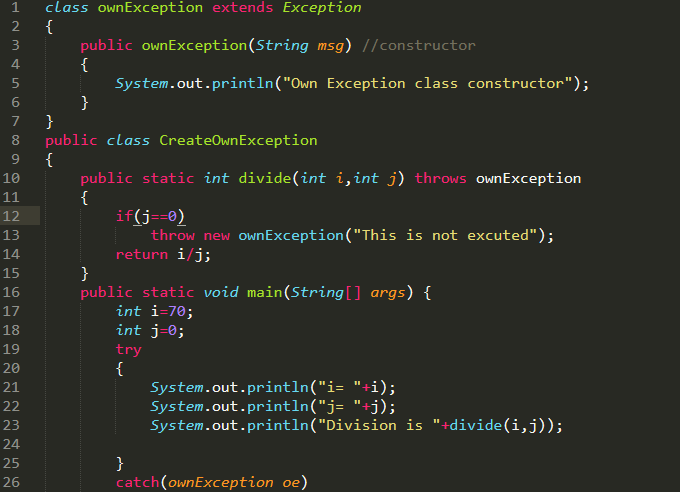 1 class ownException extends Exception
2 {
3 public ownException(String msg) //constructor
4 {
5 System.out.println("Own Exception class constructor");
6 }
7 }
8 public class CreateOwnException
9 {
10 public static int divide(int i,int j) throws ownException
11 {
12 if(j==0)
13 throw new ownException("This is not excuted");
14 return i/j;
15 }
16 public static void main(String[] args) {
17 int i=70;
18 int j=0;
19 try
20 {
21 System.out.println("i= "+i);
22 System.out.println("j= "+j);
23 System.out.println("Division is "+divide(i,j));
24
25 }
26 catch(ownException oe)